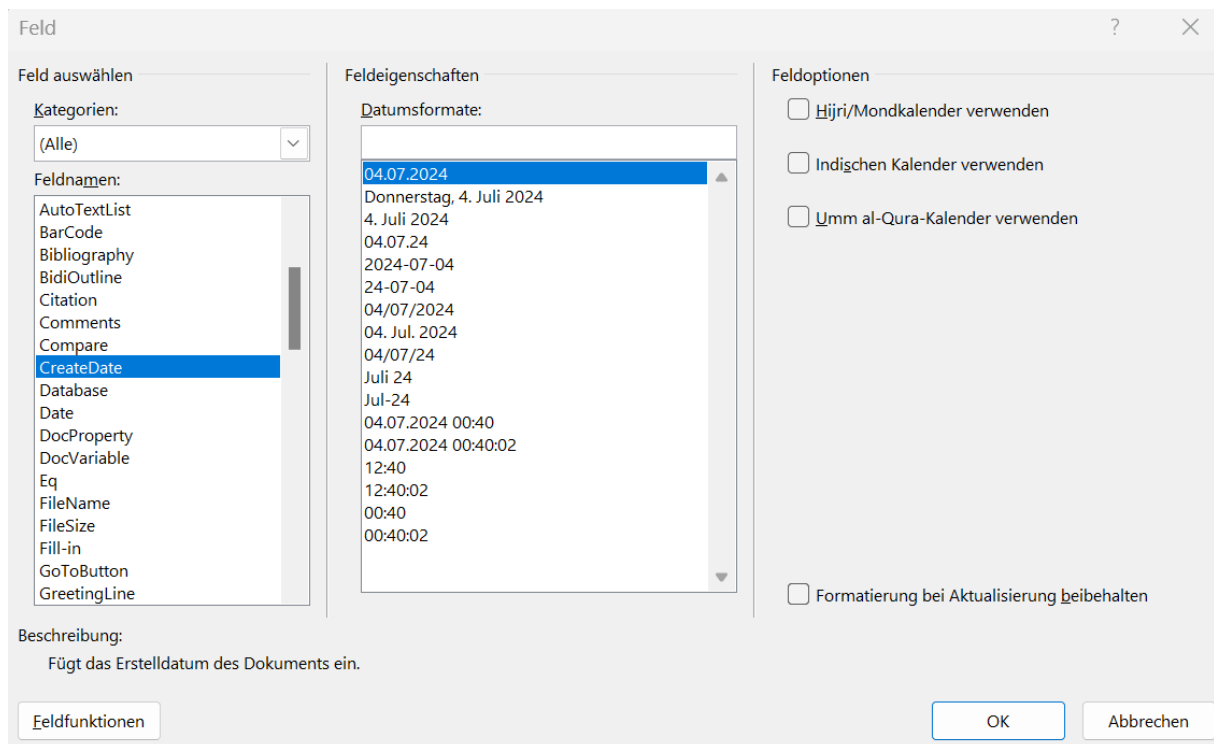 Feld
?
Feld auswählen
Kategorien:
(Alle)
Feldnamen:
AutoTextList
BarCode
Bibliography
BidiOutline
Citation
Comments
Compare
CreateDate
Database
Date
DocProperty
DocVariable
Eq
FileName
FileSize
Fill-in
GoToButton
GreetingLine
Feldeigenschaften
Datumsformate:
04.07.2024
Donnerstag, 4. Juli 2024
4. Juli 2024
04.07.24
2024-07-04
24-07-04
04/07/2024
04. Jul. 2024
04/07/24
Juli 24
Jul-24
04.07.2024 00:40
04.07.2024 00:40:02
12:40
12:40:02
00:40
00:40:02
Feldoptionen
Hijri/Mondkalender verwenden
Indischen Kalender verwenden
Umm al-Qura-Kalender verwenden
Formatierung bei Aktualisierung beibehalten
Beschreibung:
Fügt das Erstelldatum des Dokuments ein.
Feldfunktionen
OK
Abbrechen